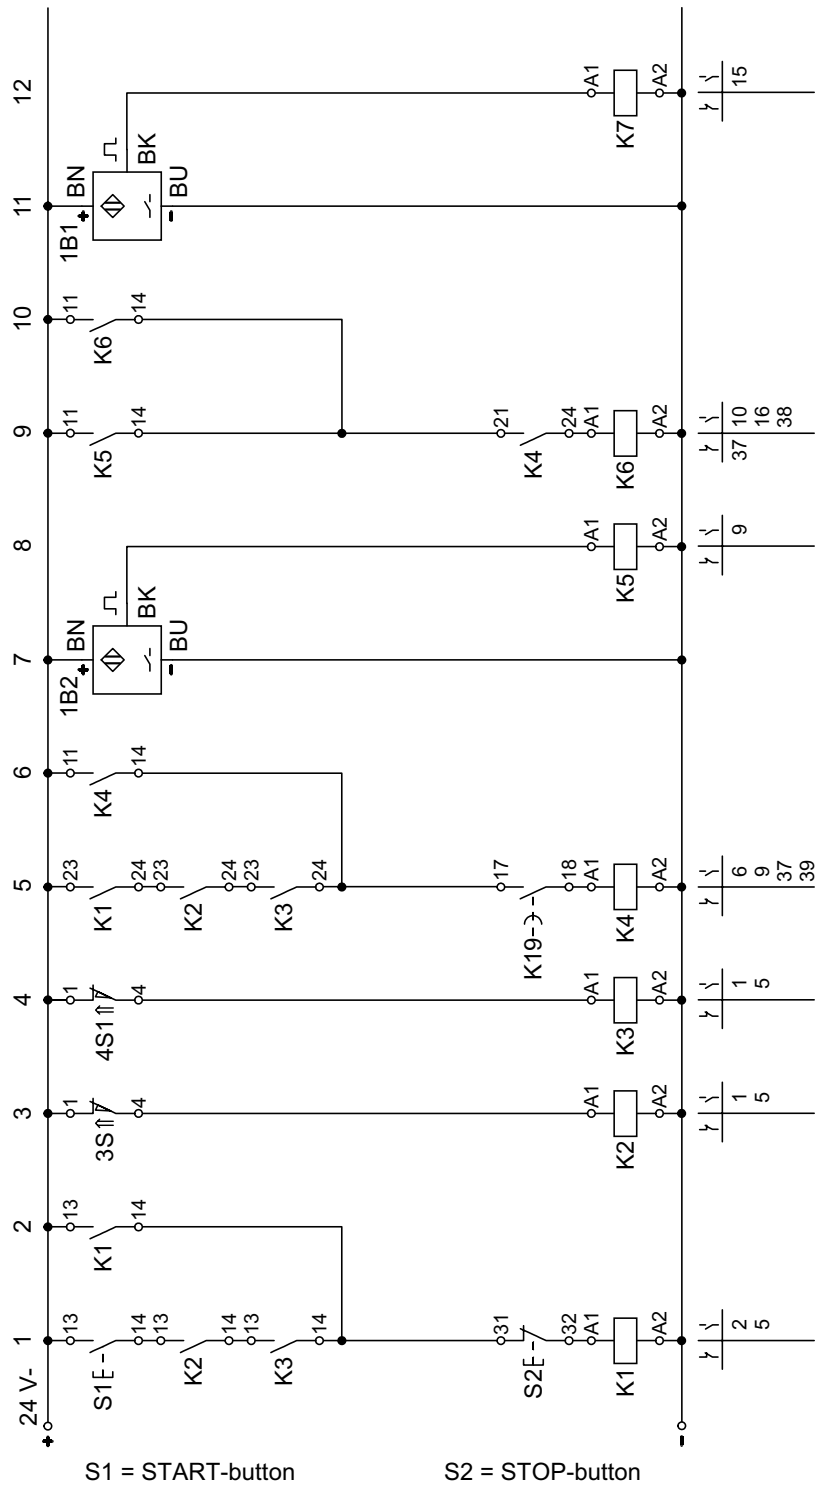 24 V-
1 2 3 4 5 6 7 8 9 10 11 12
+
13 13 1 1 23 11 BN 11 11 BN
S1 K1 3S1 4S1 K1 K4 1B2 + K5 K6 1B1 +
14 14 4 4 24 14 BK 14 14 BK
13 23 BU BU
K2 K2 - -
14 24
13 23
K3 K3
14 24
31 17 21
S2 K19 K4
32 18 24
A1 A1 A1 A1 A1 A1 A1
K1 K2 K3 K4 K5 K6 K7
A2 A2 A2 A2 A2 A2 A2
-
2 1 1 6 9 37 10 15
5 5 5 9 16
37 38
39
S1 = START-button
S2 = STOP-button